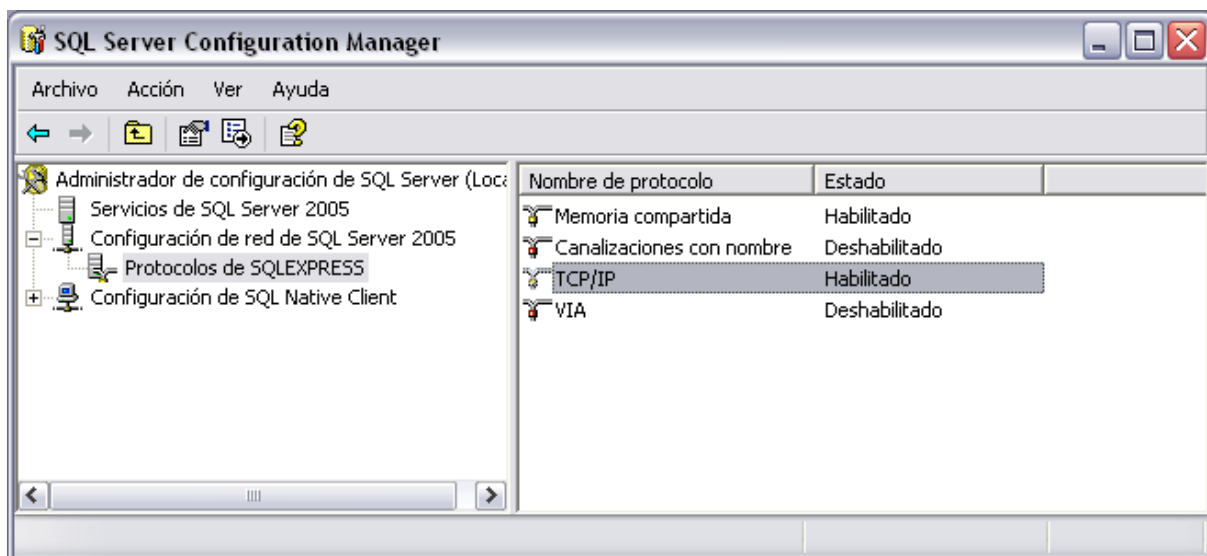 SQL Server Configuration Manager
Archivo Acción Ver Ayuda
Administrador de configuración de SQL Server (Loca
Servicios de SQL Server 2005
Configuración de red de SQL Server 2005
Protocolos de SQLEXPRESS
Configuración de SQL Native Client
Nombre de protocolo Estado
Memoria compartida Habilitado
Canalizaciones con nombre Deshabilitado
TCP/IP Habilitado
VIA Deshabilitado